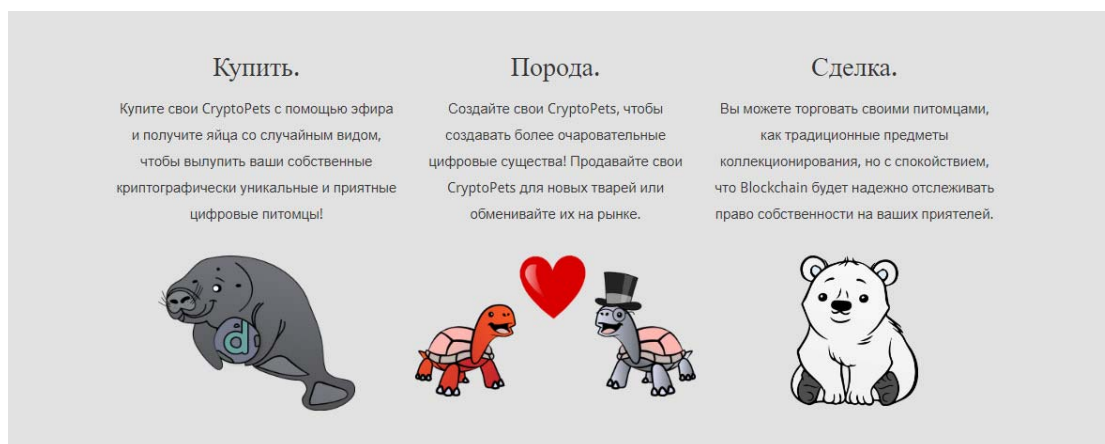 Купить.
Купите свои CryptoPets с помощью эфира
и получите яйца со случайным видом,
чтобы вылупить ваши собственные
криптографически уникальные и приятные
цифровые питомцы!
Порода.
Создайте свои CryptoPets, чтобы
создавать более очаровательные
цифровые существа! Продавайте свои
CryptoPets для новых тварей или
обменивайте их на рынке.
Сделка.
Вы можете торговать своими питомцами,
как традиционные предметы
коллекционирования, но с спокойствием,
что Blockchain будет надежно отслеживать
право собственности на ваших приятелей.
d